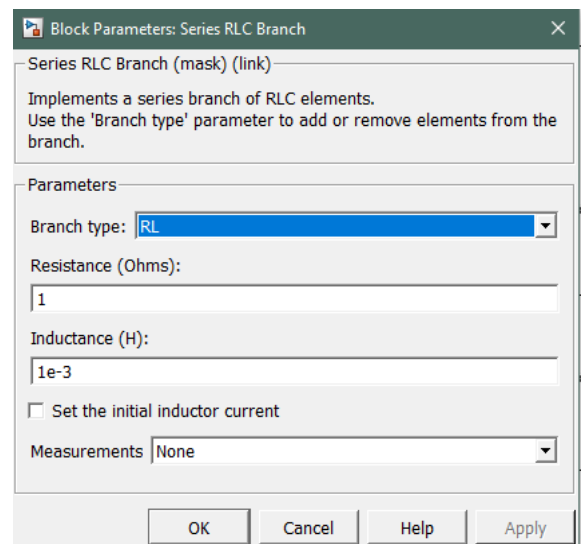 Block Parameters: Series RLC Branch
Series RLC Branch (mask) (link)
Implements a series branch of RLC elements.
Use the 'Branch type' parameter to add or remove elements from the
branch.
Parameters
Branch type: RL
Resistance (Ohms):
1
Inductance (H):
1e-3
Set the initial inductor current
Measurements None
OK Cancel Help Apply